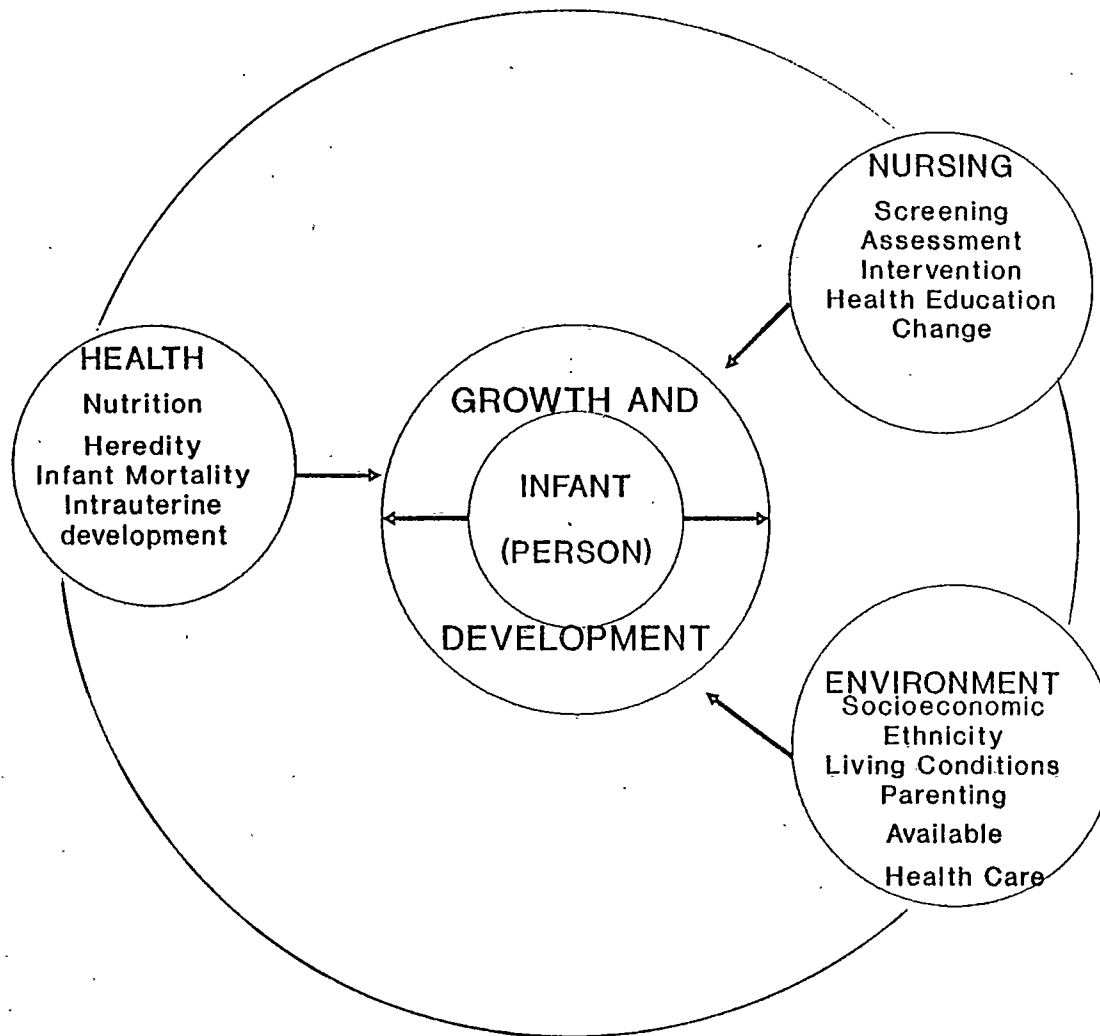 NURSING
Screening
Assessment
Intervention
Health Education
Change
HEALTH
Nutrition
Heredity
Infant Mortality
Intrauterine
development
GROWTH AND
INFANT
(PERSON)
DEVELOPMENT
ENVIRONMENT
Socioeconomic
Ethnicity
Living Conditions
Parenting
Available
Health Care